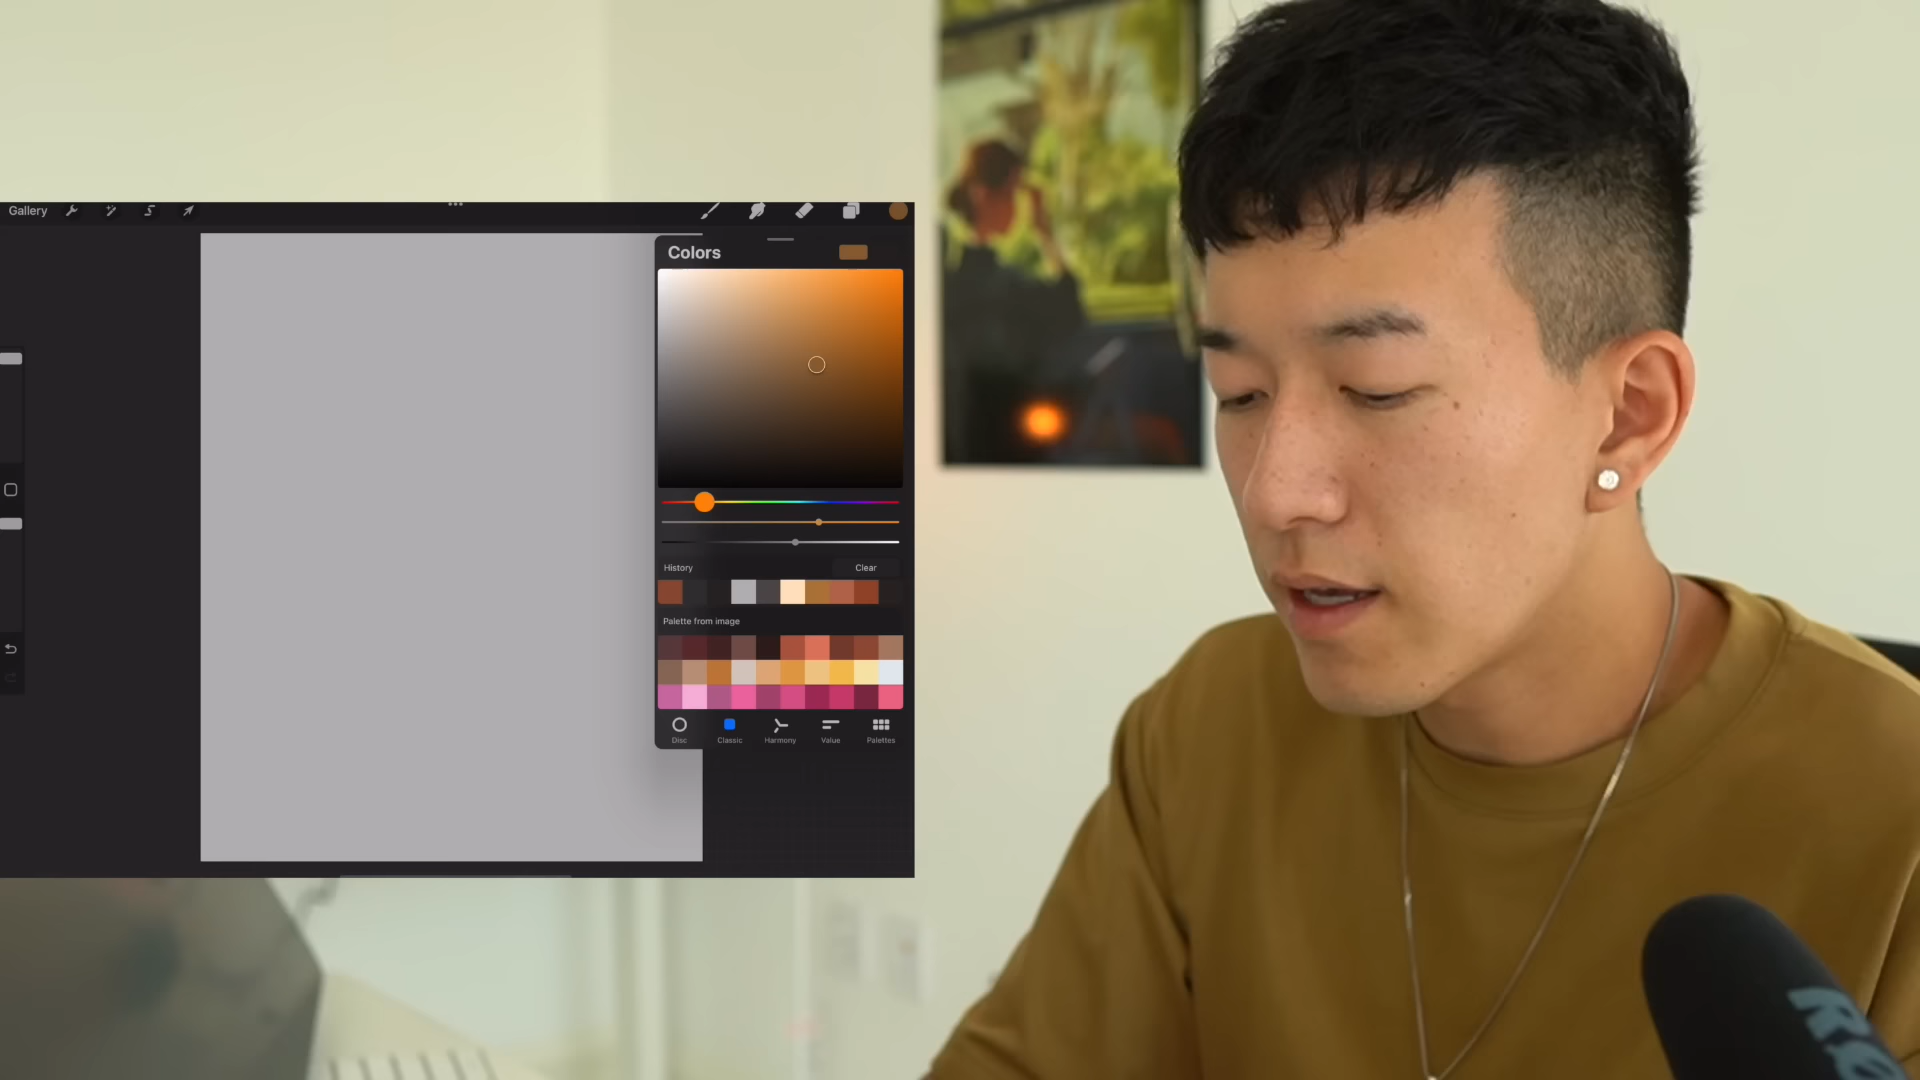 Gallery
Colors
History
Clear
Palette from image
Disc
Classic
Harmony
Value
Palettes